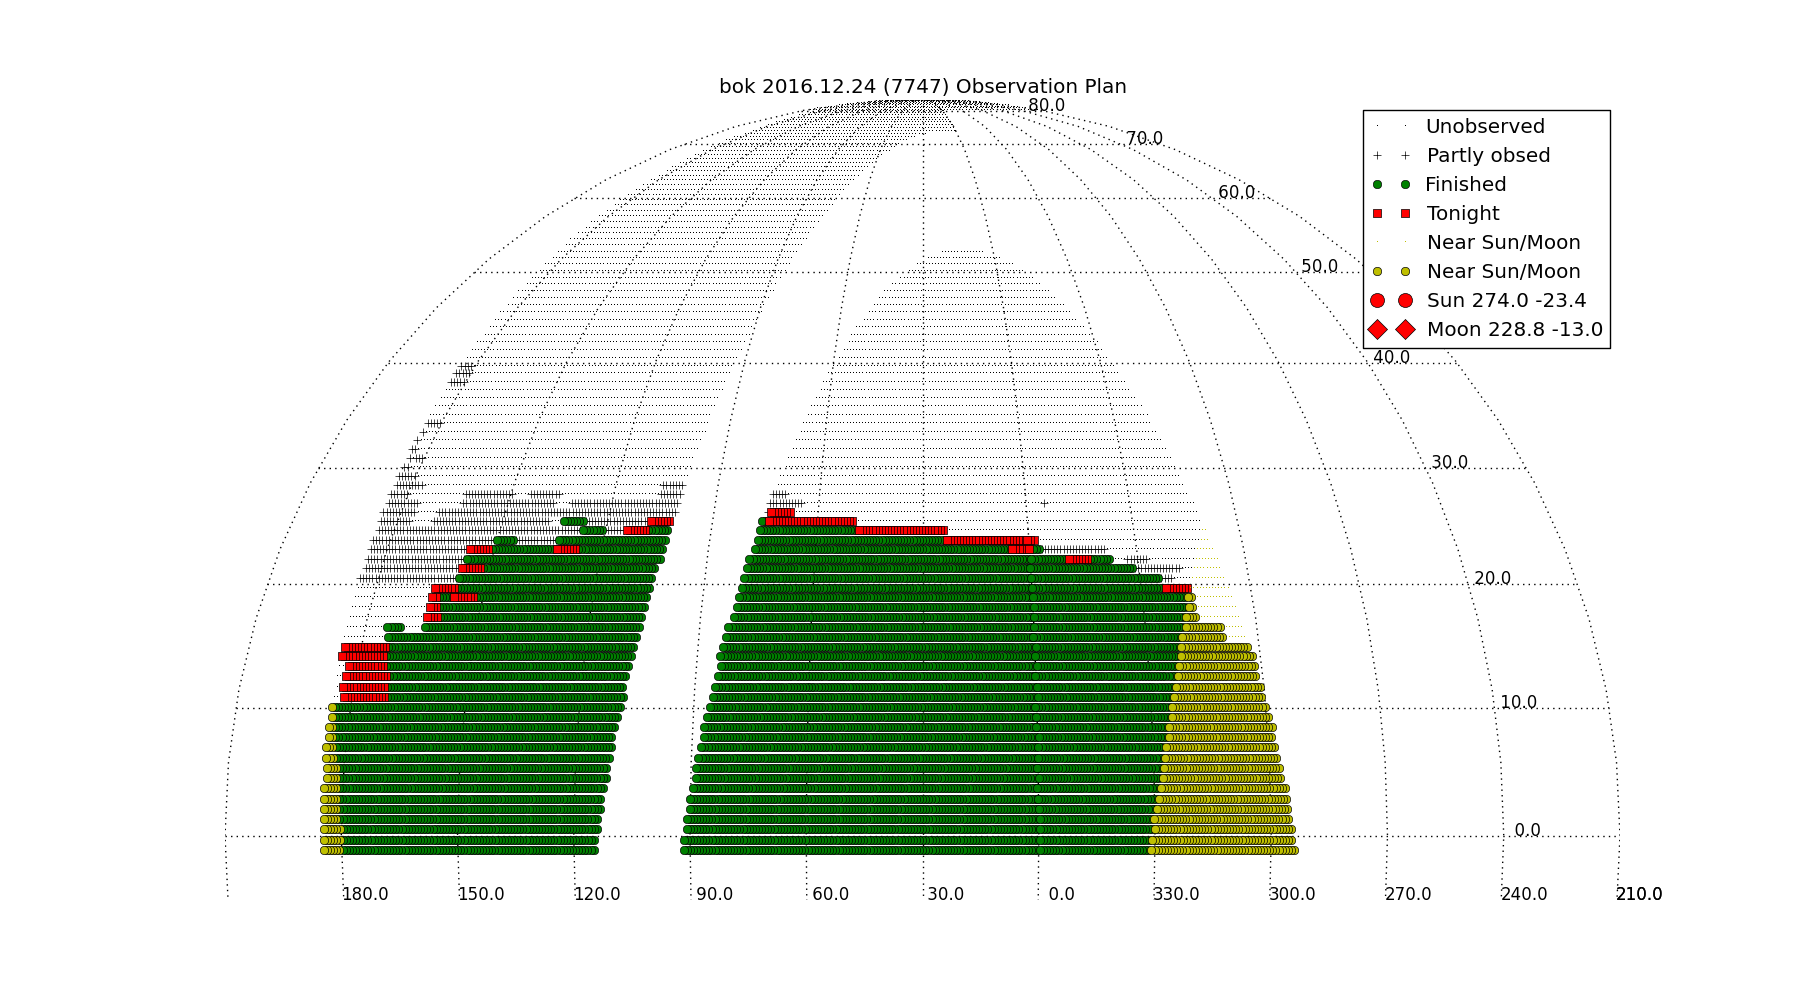 bok 2016.12.24 (7747) Observation Plan
80.0
70.0
60.0
50.0
40.0
30.0
20.0
10.0
0.0
Unobserved
Partly obsed
Finished
Tonight
Near Sun/Moon
Near Sun/Moon
Sun 274.0 -23.4
Moon 228.8 -13.0
180.0 150.0 120.0 90.0 60.0 30.0 0.0 330.0 300.0 270.0 240.0 210.0